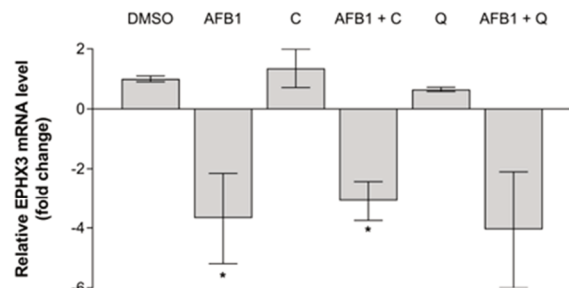 DMSO AFB1 C AFB1 + C Q AFB1 + Q
Relative EPHX3 mRNA level
(fold change)
2
0
-2
-4
-6
*
*